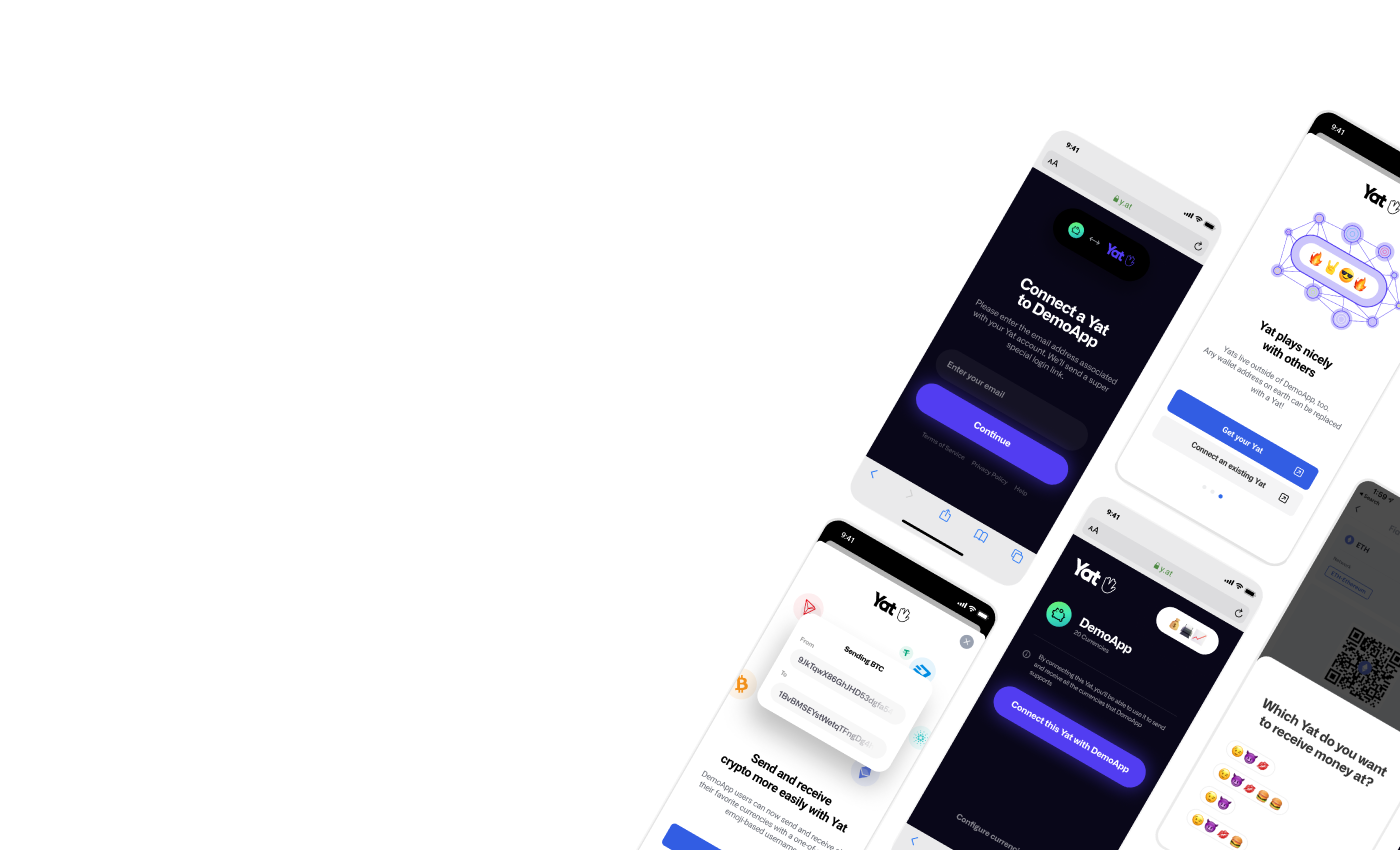 9:41
AA
y.at
Yat
Connect a Yat
to DemoApp
Please enter the email address associated
with your Yat account. We'll send a super
special login link.
Enter your email
Continue
Terms of Service
Privacy Policy
Help
9:41
Yat
Yat plays nicely
with others
Yats live outside of DemoApp, too.
Any wallet address on earth can be replaced
with a Yat!
Get your Yat
Connect an existing Yat
9:41
Yat
Sending BTC
From
9JkTqwX86GhJHD53dgfs
To
1BvBMSEYstWetqTFngDg
Send and receive
crypto more easily with Yat
DemoApp users can now send and receive
their favorite currencies with a one-of-
emoji-based username
9:41
AA
y.at
Yat
DemoApp
20 Currencies
By connecting this Yat, you'll be able to use it to send
and receive all the currencies that DemoApp
supports
Connect this Yat with DemoApp
Configure currenc
1:59
Search
ETH
Network
Which Yat do you want
to receive money at?